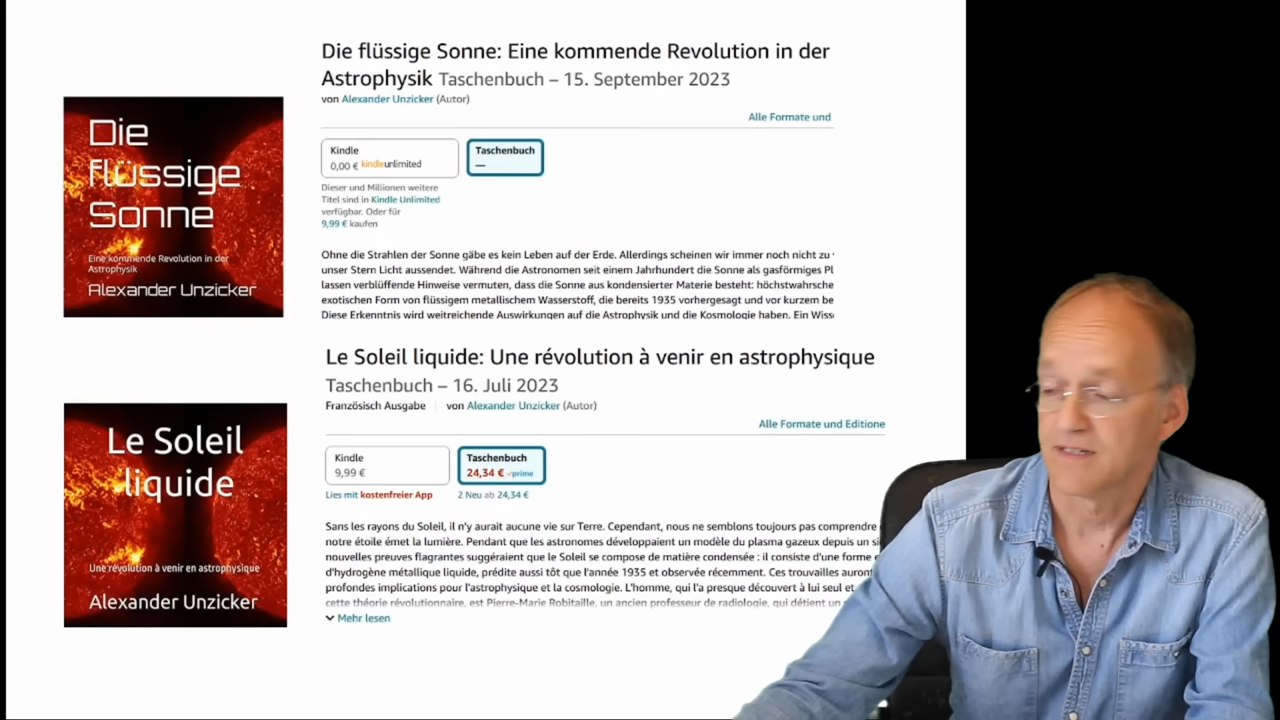 Die flüssige Sonne: Eine kommende Revolution in der
Astrophysik Taschenbuch – 15. September 2023
von Alexander Unzicker (Autor)
Alle Formate und
Kindle
0,00 € kindleunlimited
Taschenbuch
—
Dieser und Millionen weitere
Titel sind in Kindle Unlimited
verfügbar. Oder für
9,99 € kaufen
Ohne die Strahlen der Sonne gäbe es kein Leben auf der Erde. Allerdings scheinen wir immer noch nicht zu
unser Stern Licht aussendet. Während die Astronomen seit einem Jahrhundert die Sonne als gasförmiges Pl
lassen verblüffende Hinweise vermuten, dass die Sonne aus kondensierter Materie besteht: höchstwahrsche
exotischen Form von flüssigem metallischem Wasserstoff, die bereits 1935 vorhergesagt und vor kurzem be
Diese Erkenntnis wird weitreichende Auswirkungen auf die Astrophysik und die Kosmologie haben. Ein Wiss
Die
flüssige
Sonne
Eine kommende Revolution in der
Astrophysik
Alexander Unzicker
Le Soleil liquide: Une révolution à venir en astrophysique
Taschenbuch – 16. Juli 2023
Französisch Ausgabe von Alexander Unzicker (Autor)
Alle Formate und Editione
Kindle
9,99 €
Taschenbuch
24,34 € prime
Lies mit kostenfreier App
2 Neu ab 24,34 €
Sans les rayons du Soleil, il n'y aurait aucune vie sur Terre. Cependant, nous ne semblons toujours pas comprendre
notre étoile émet la lumière. Pendant que les astronomes développaient un modèle du plasma gazeux depuis un si
nouvelles preuves flagrantes suggéraient que le Soleil se compose de matière condensée : il consiste d'une forme e
d'hydrogène métallique liquide, prédite aussi tôt que l'année 1935 et observée récemment. Ces trouvailles auront
profondes implications pour l'astrophysique et la cosmologie. L'homme, qui l'a presque découvert à lui seul et
cette théorie révolutionnaire, est Pierre-Marie Robitaille, un ancien professeur de radiologie, qui détient un
Mehr lesen
Le Soleil
liquide
Une révolution à venir en astrophysique
Alexander Unzicker